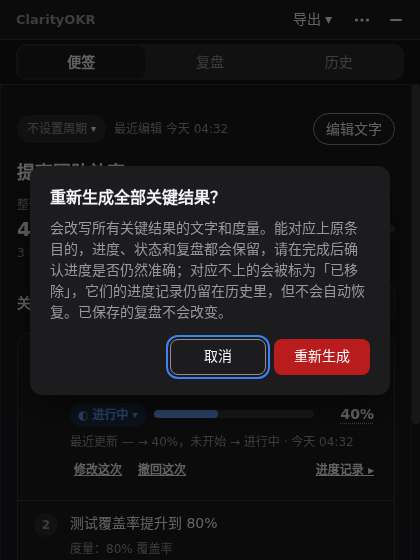 ClarityOKR
导出 ▾
便签
复盘
历史
不设置周期 ▾
最近编辑 今天 04:32
编辑文字
重新生成全部关键结果？
会改写所有关键结果的文字和度量。能对应上原条
目的，进度、状态和复盘都会保留，请在完成后确
认进度是否仍然准确；对应不上的会被标为「已移
除」，它们的进度记录仍留在历史里，但不会自动恢
复。已保存的复盘不会改变。
取消
重新生成
进行中 ▾
40%
最近更新 — → 40%，未开始 → 进行中 · 今天 04:32
修改这次
撤回这次
进度记录 ▸
2
测试覆盖率提升到 80%
度量：80% 覆盖率